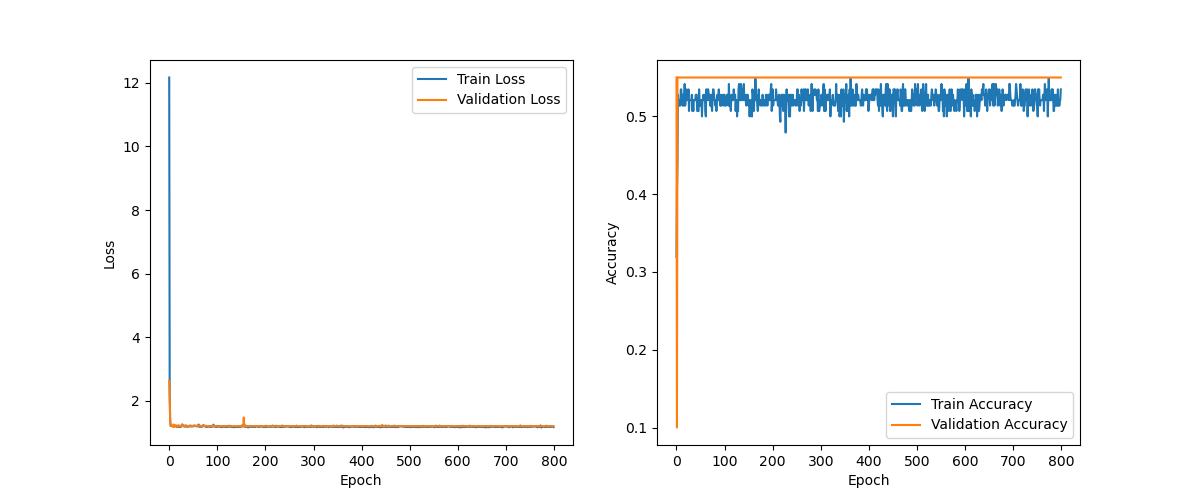 12
10
8
6
4
2
Loss
0 100 200 300 400 500 600 700 800
Epoch
Train Loss
Validation Loss
0.5
0.4
0.3
0.2
0.1
Accuracy
0 100 200 300 400 500 600 700 800
Epoch
Train Accuracy
Validation Accuracy